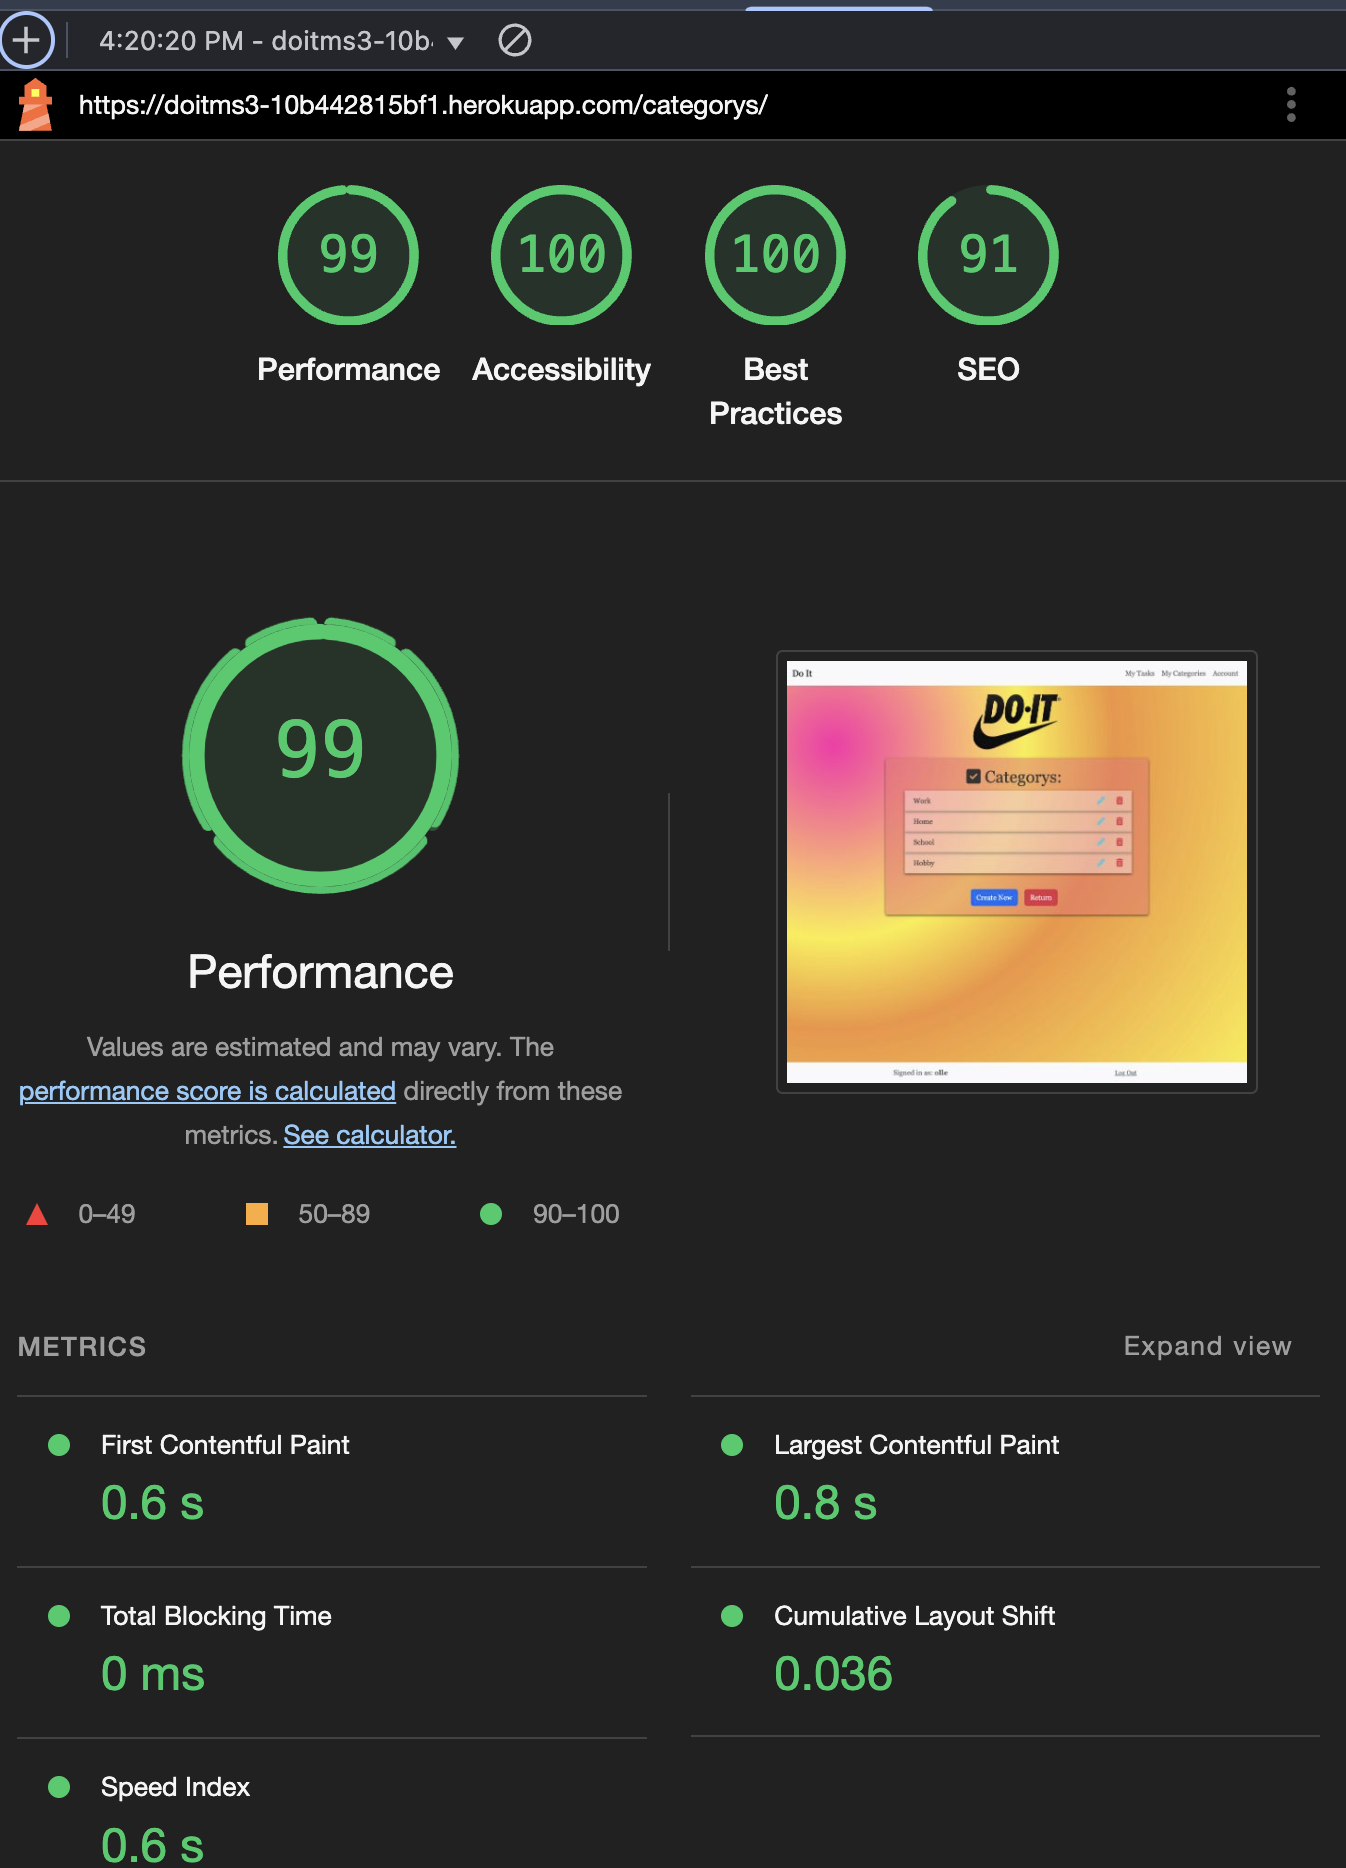 4:20:20 PM - doitms3-10b
https://doitms3-10b442815bf1.herokuapp.com/categorys/
99
100
100
91
Performance
Accessibility
Best
Practices
SEO
99
Performance
Values are estimated and may vary. The
performance score is calculated directly from these
metrics. See calculator.
0–49
50–89
90–100
Do It
My Tasks My Categories Account
DO·IT
Categorys:
Work
Home
School
Hobby
Create New
Return
Signed in as: olle
Log Out
METRICS
Expand view
First Contentful Paint
0.6 s
Largest Contentful Paint
0.8 s
Total Blocking Time
0 ms
Cumulative Layout Shift
0.036
Speed Index
0.6 s